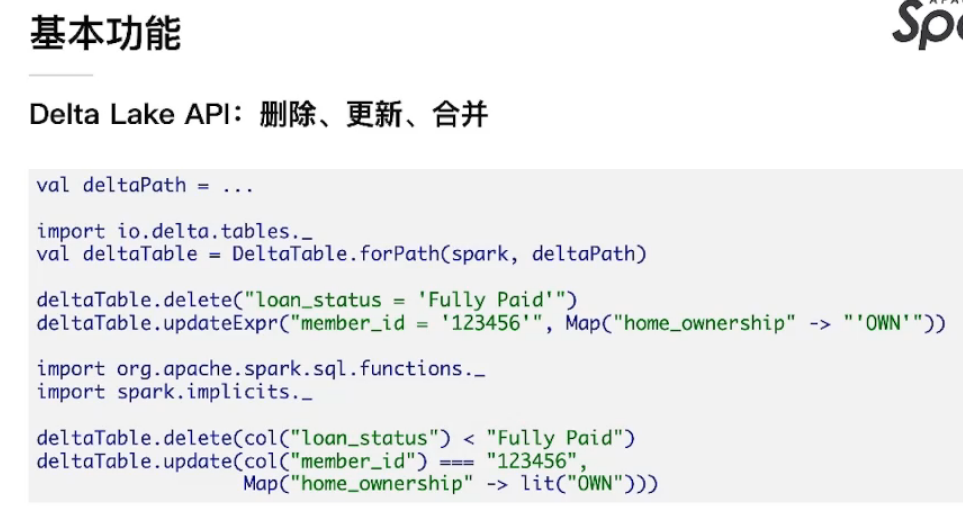 基本功能
Delta Lake API：删除、更新、合并
val deltaPath = ...
import io.delta.tables._
val deltaTable = DeltaTable.forPath(spark, deltaPath)
deltaTable.delete("loan_status = 'Fully Paid'")
deltaTable.updateExpr("member_id = '123456'", Map("home_ownership" -> "'OWN'"))
import org.apache.spark.sql.functions._
import spark.implicits._
deltaTable.delete(col("loan_status") < "Fully Paid")
deltaTable.update(col("member_id") === "123456",
Map("home_ownership" -> lit("OWN")))